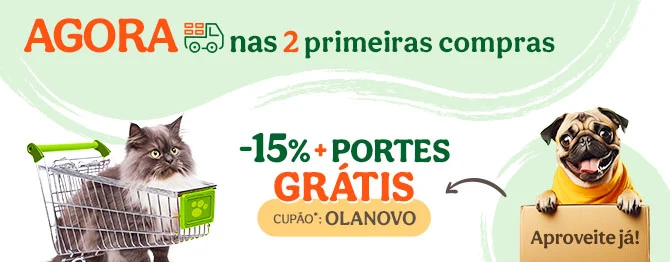 AGORA nas 2 primeiras compras
-15% + PORTES
GRÁTIS
CUPÃO*: OLANOVO
Aproveite já!